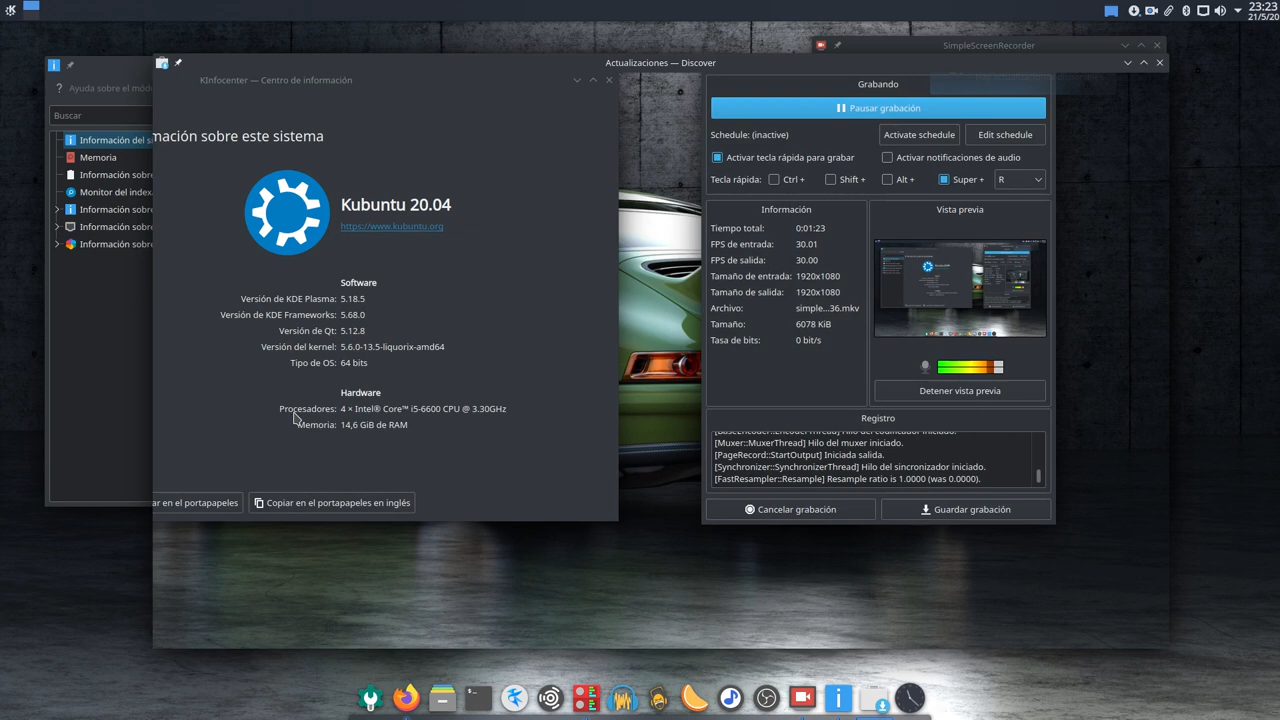 23:23
21/5/20
SimpleScreenRecorder
Actualizaciones — Discover
KInfocenter — Centro de información
Ayuda sobre el mód
Buscar
Información del si
Memoria
Información sobre
Monitor del index
Información sobre
Información sobre
Información sobre
mación sobre este sistema
Kubuntu 20.04
https://www.kubuntu.org
Software
Versión de KDE Plasma: 5.18.5
Versión de KDE Frameworks: 5.68.0
Versión de Qt: 5.12.8
Versión del kernel: 5.6.0-13.5-liquorix-amd64
Tipo de OS: 64 bits
Hardware
Procesadores: 4 × Intel® Core™ i5-6600 CPU @ 3.30GHz
Memoria: 14,6 GiB de RAM
ar en el portapapeles
Copiar en el portapapeles en inglés
Grabando
Pausar grabación
Schedule: (inactive)
Activate schedule
Edit schedule
Activar tecla rápida para grabar
Activar notificaciones de audio
Tecla rápida: Ctrl + Shift + Alt + Super + R
Información
Tiempo total: 0:01:23
FPS de entrada: 30.01
FPS de salida: 30.00
Tamaño de entrada: 1920x1080
Tamaño de salida: 1920x1080
Archivo: simple...36.mkv
Tamaño: 6078 KiB
Tasa de bits: 0 bit/s
Vista previa
Detener vista previa
Registro
[Muxer::MuxerThread] Hilo del muxer iniciado.
[PageRecord::StartOutput] Iniciada salida.
[Synchronizer::SynchronizerThread] Hilo del sincronizador iniciado.
[FastResampler::Resample] Resample ratio is 1.0000 (was 0.0000).
Cancelar grabación
Guardar grabación